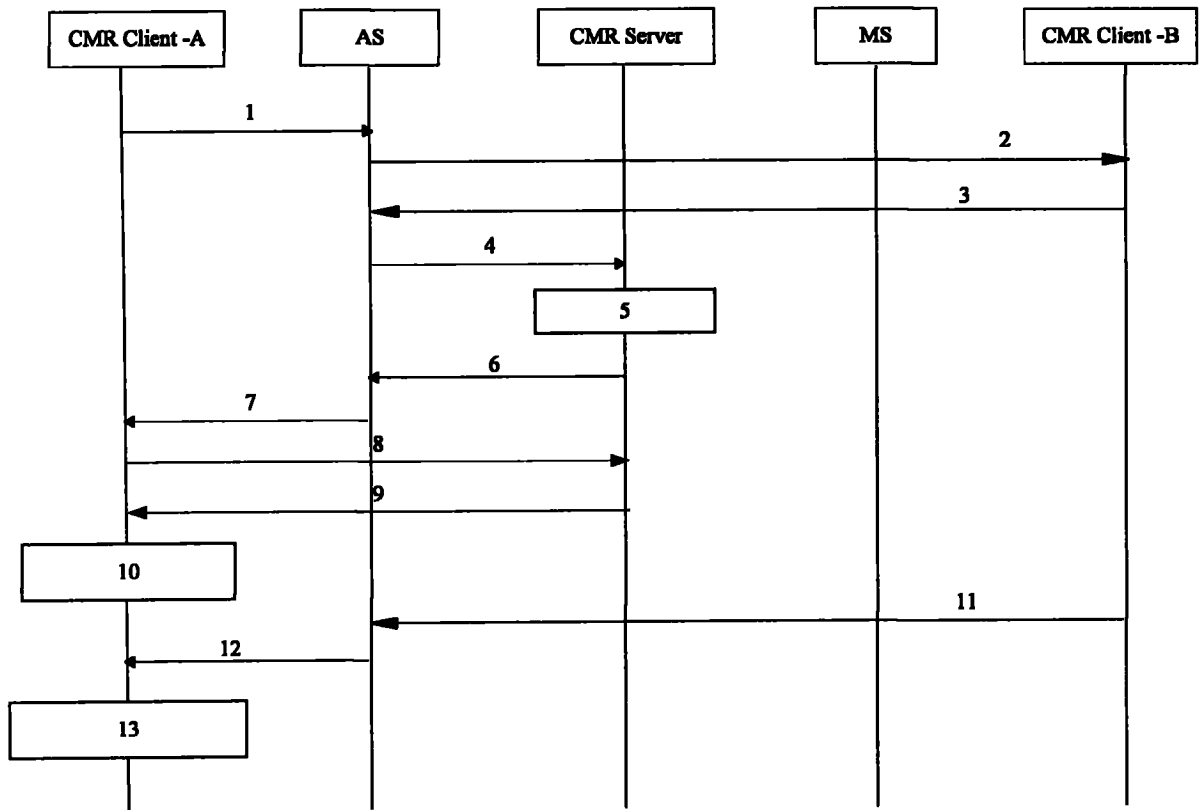 CMR Client -A
AS
CMR Server
MS
CMR Client -B
1
2
3
4
5
6
7
8
9
10
11
12
13